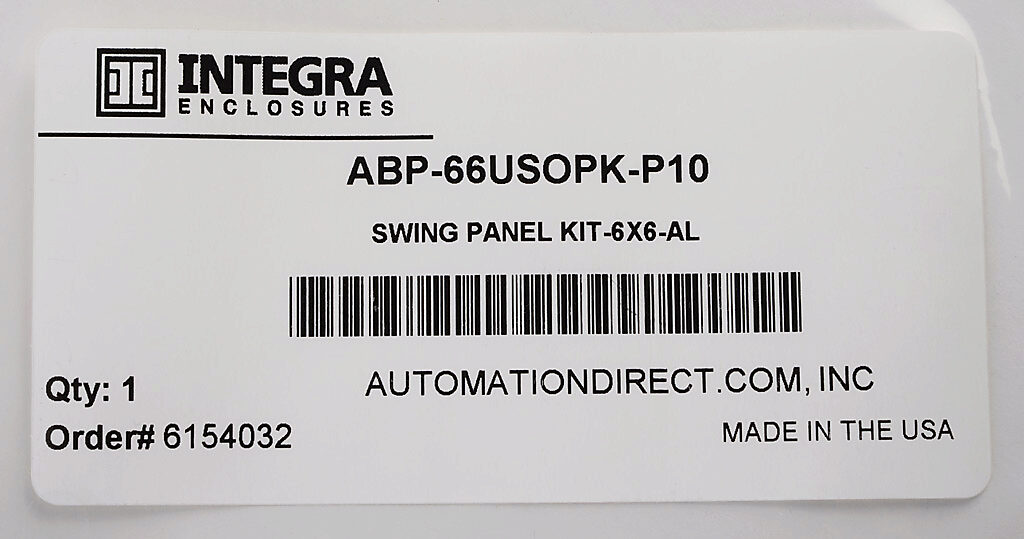 INTEGRA
ENCLOSURES
ABP-66USOPK-P10
SWING PANEL KIT-6X6-AL
Qty: 1
AUTOMATIONDIRECT.COM, INC
Order# 6154032
MADE IN THE USA